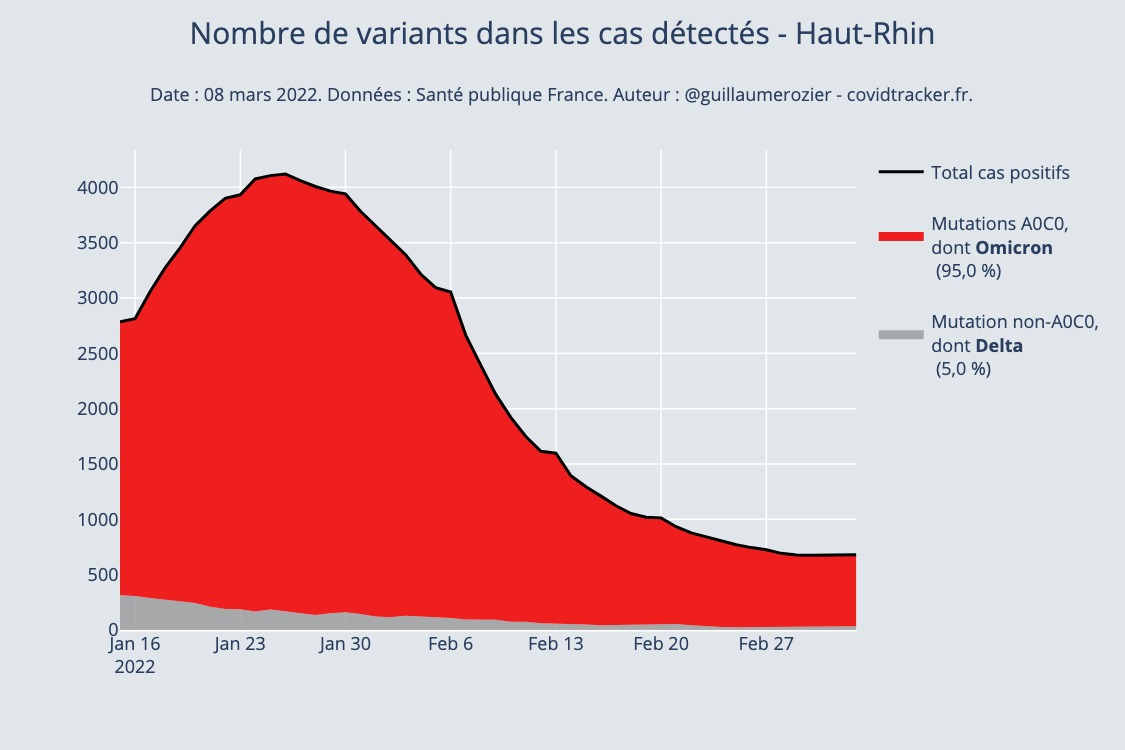 Nombre de variants dans les cas détectés - Haut-Rhin
Date : 08 mars 2022. Données : Santé publique France. Auteur : @guillaumerozier - covidtracker.fr.
4000
3500
3000
2500
2000
1500
1000
500
0
Jan 16
2022
Jan 23
Jan 30
Feb 6
Feb 13
Feb 20
Feb 27
Total cas positifs
Mutations A0C0,
dont Omicron
(95,0 %)
Mutation non-A0C0,
dont Delta
(5,0 %)